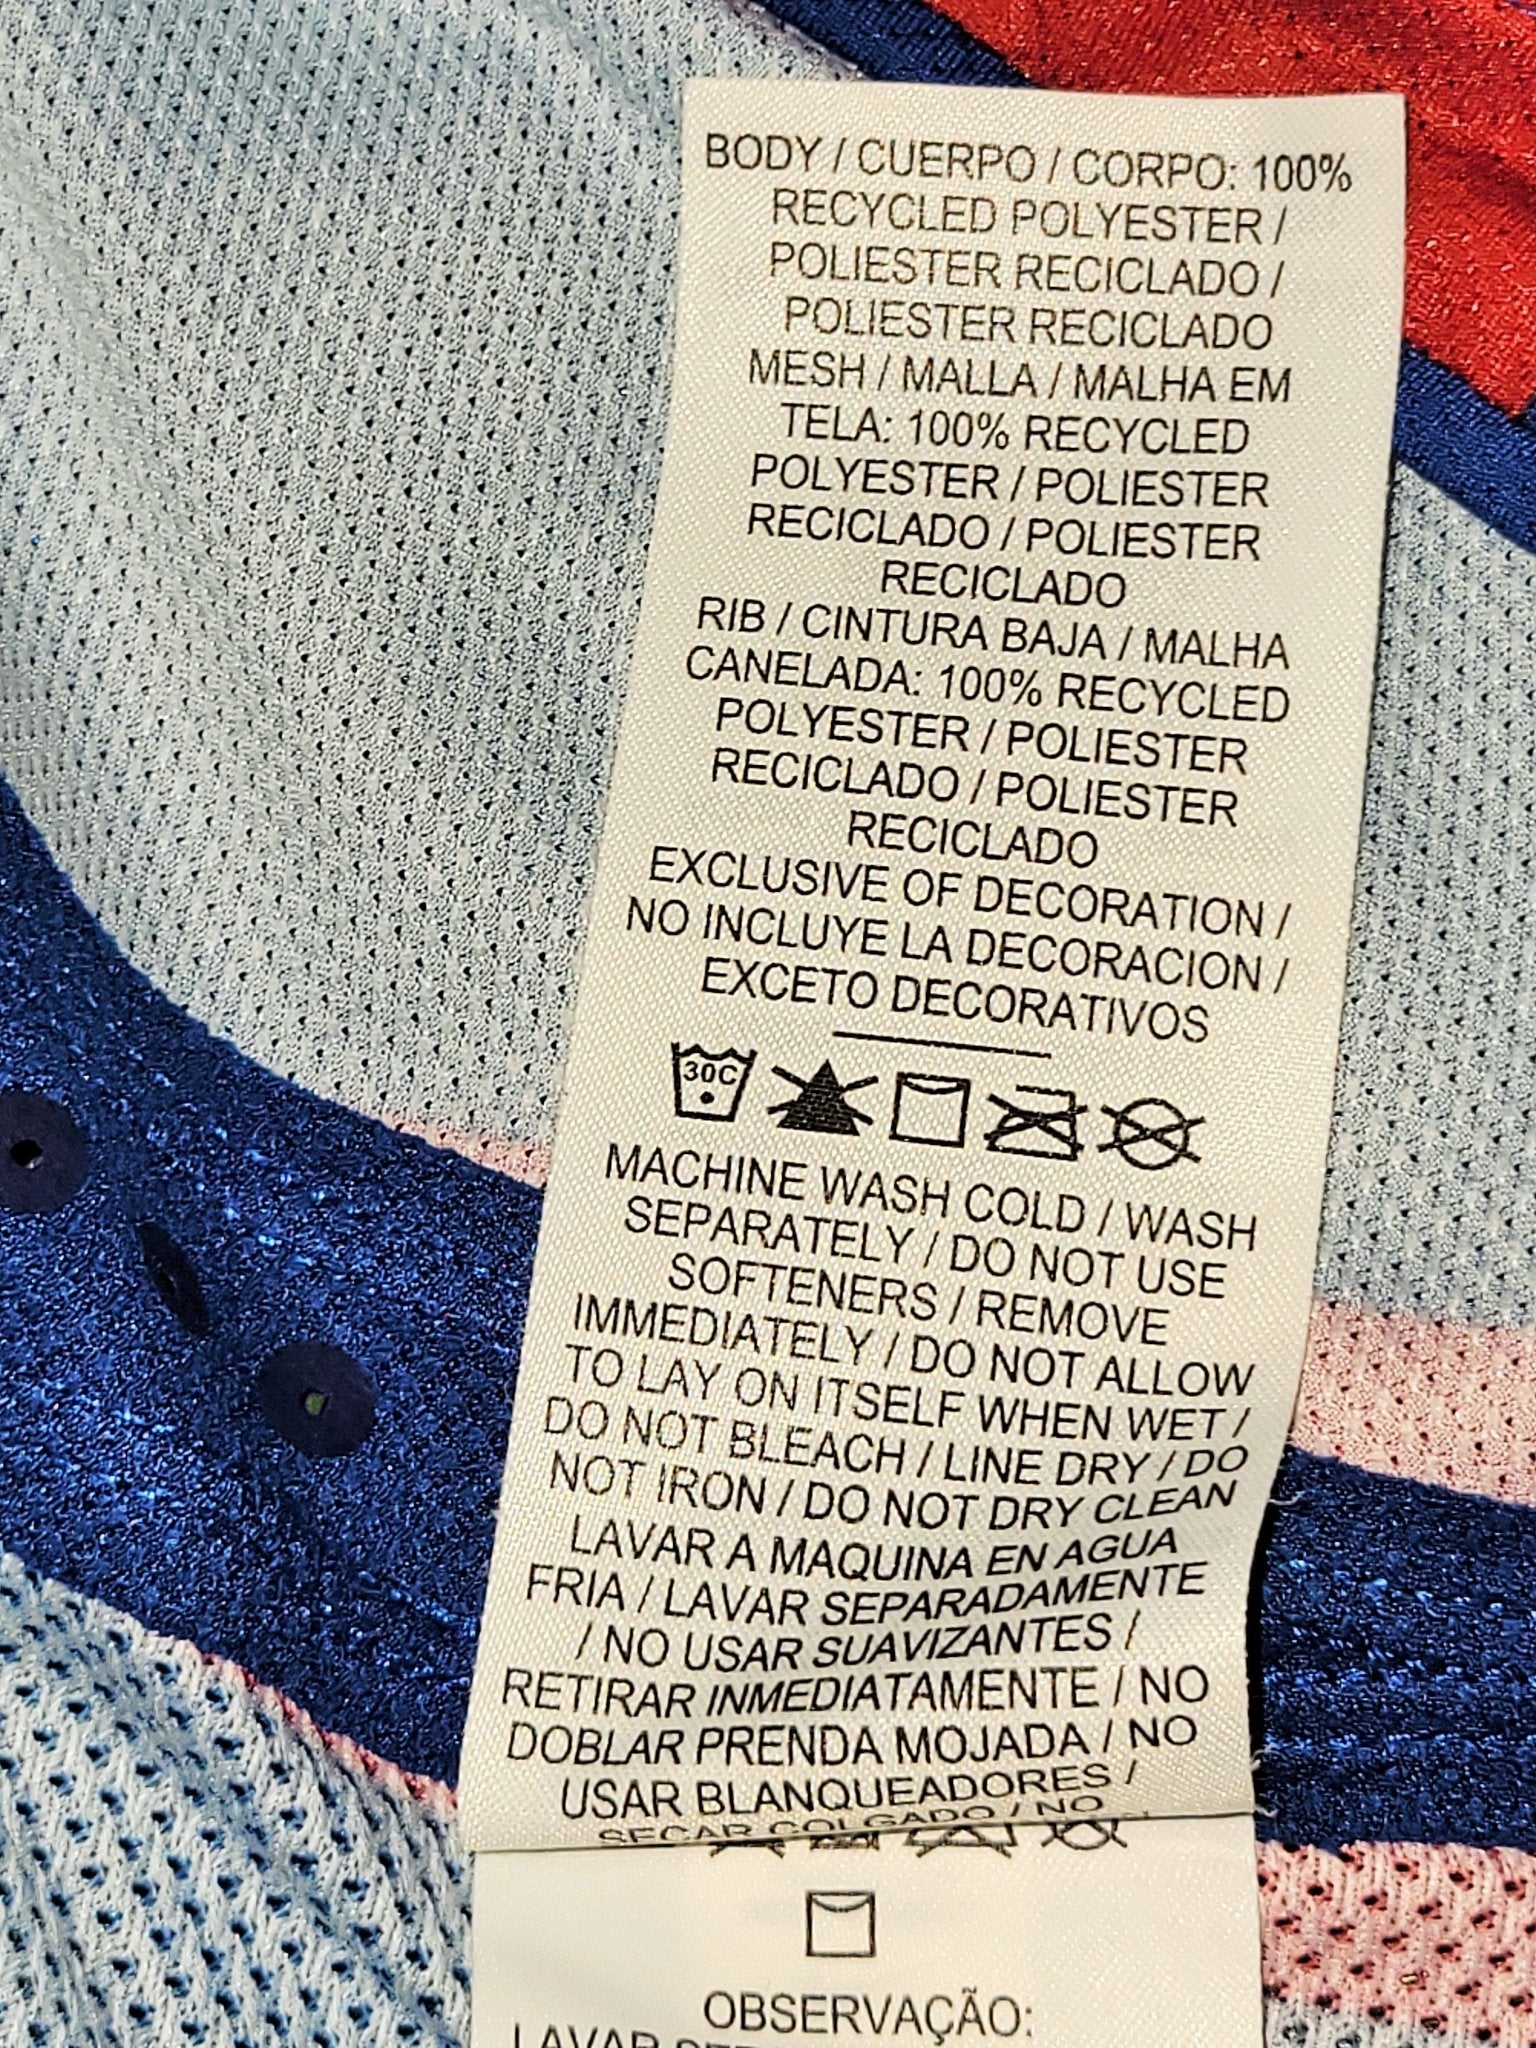 BODY / CUERPO / CORPO: 100%
RECYCLED POLYESTER /
POLIESTER RECICLADO /
POLIESTER RECICLADO
MESH / MALLA / MALHA EM
TELA: 100% RECYCLED
POLYESTER / POLIESTER
RECICLADO / POLIESTER
RECICLADO
RIB / CINTURA BAJA / MALHA
CANELADA: 100% RECYCLED
POLYESTER / POLIESTER
RECICLADO / POLIESTER
RECICLADO
EXCLUSIVE OF DECORATION /
NO INCLUYE LA DECORACION /
EXCETO DECORATIVOS
30C
MACHINE WASH COLD / WASH
SEPARATELY / DO NOT USE
SOFTENERS / REMOVE
IMMEDIATELY / DO NOT ALLOW
TO LAY ON ITSELF WHEN WET /
DO NOT BLEACH / LINE DRY / DO
NOT IRON / DO NOT DRY CLEAN
LAVAR A MAQUINA EN AGUA
FRIA / LAVAR SEPARADAMENTE
/ NO USAR SUAVIZANTES /
RETIRAR INMEDIATAMENTE / NO
DOBLAR PRENDA MOJADA / NO
USAR BLANQUEADORES /
SECAR COLGADO / NO
OBSERVAÇÃO:
LAVAR